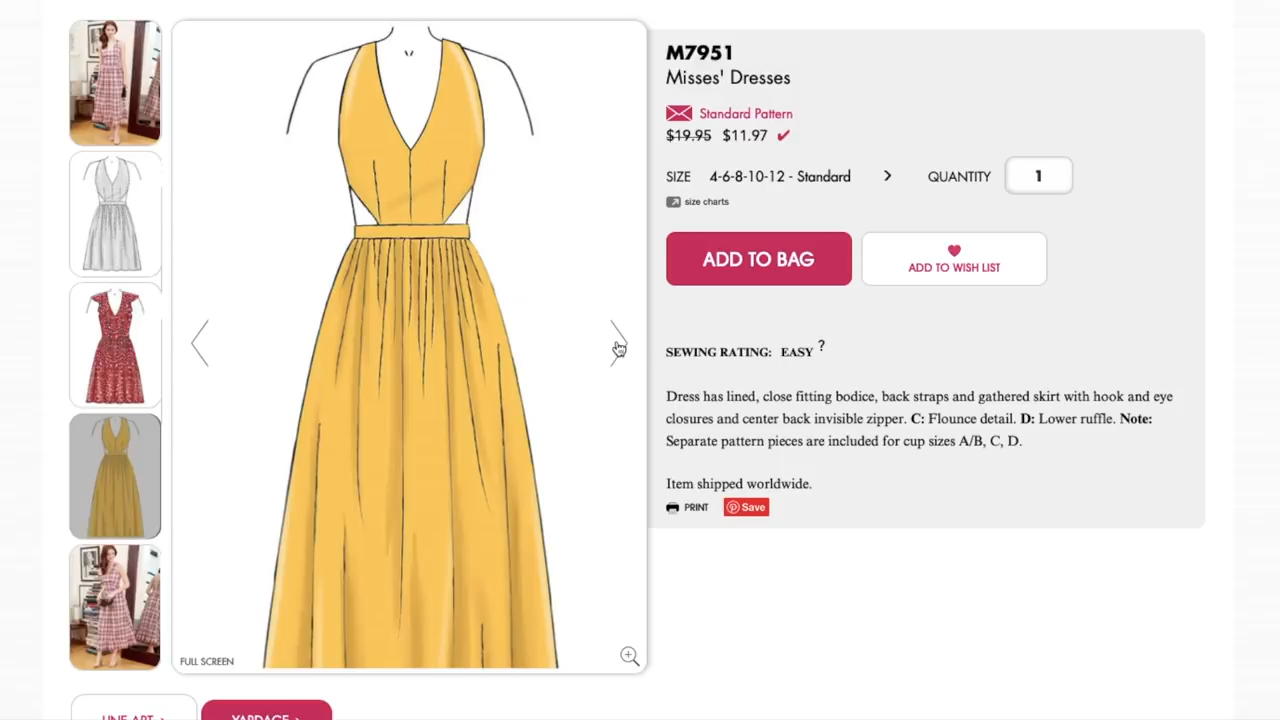 M7951
Misses' Dresses
Standard Pattern
$19.95 $11.97
SIZE 4-6-8-10-12 - Standard > QUANTITY 1
size charts
ADD TO BAG
ADD TO WISH LIST
SEWING RATING: EASY ?
Dress has lined, close fitting bodice, back straps and gathered skirt with hook and eye
closures and center back invisible zipper. C: Flounce detail. D: Lower ruffle. Note:
Separate pattern pieces are included for cup sizes A/B, C, D.
Item shipped worldwide.
PRINT Save
FULL SCREEN
LINE ART >
YARDAGE >